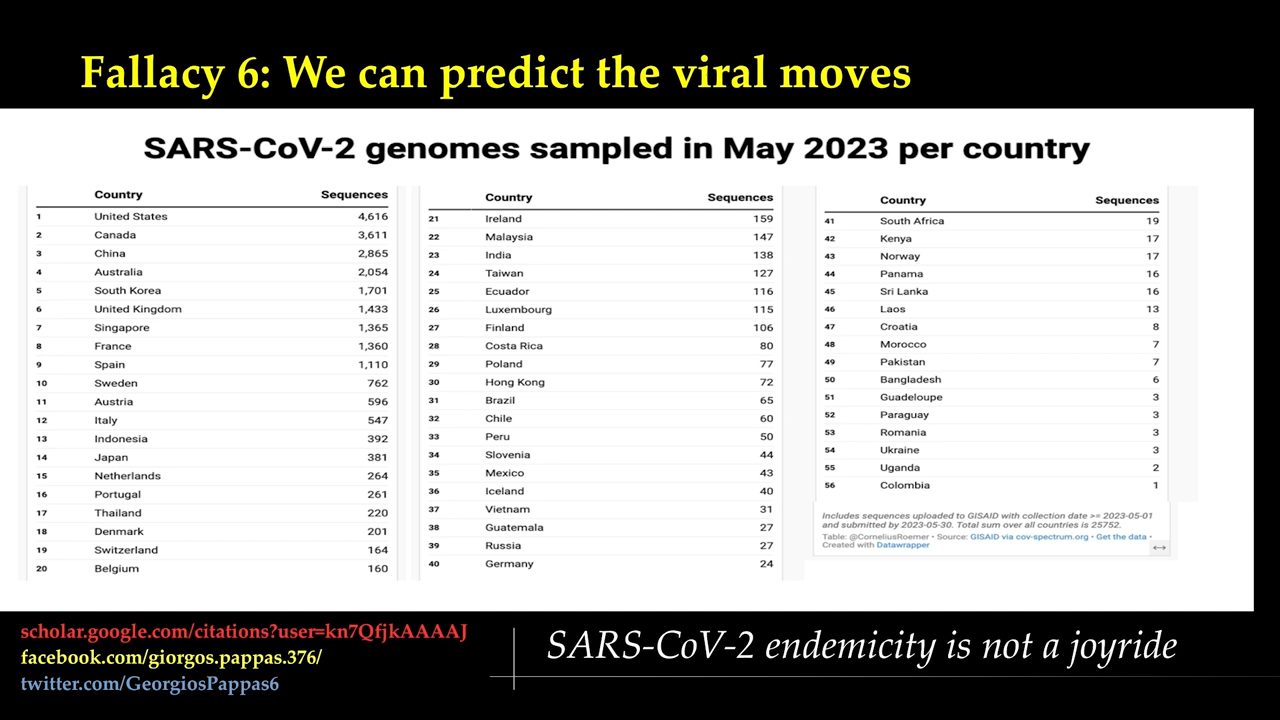 Fallacy 6: We can predict the viral moves
SARS-CoV-2 genomes sampled in May 2023 per country
Country Sequences
1 United States 4,616
2 Canada 3,611
3 China 2,865
4 Australia 2,054
5 South Korea 1,701
6 United Kingdom 1,433
7 Singapore 1,365
8 France 1,360
9 Spain 1,110
10 Sweden 762
11 Austria 596
12 Italy 547
13 Indonesia 392
14 Japan 381
15 Netherlands 264
16 Portugal 261
17 Thailand 220
18 Denmark 201
19 Switzerland 164
20 Belgium 160
Country Sequences
21 Ireland 159
22 Malaysia 147
23 India 138
24 Taiwan 127
25 Ecuador 116
26 Luxembourg 115
27 Finland 106
28 Costa Rica 80
29 Poland 77
30 Hong Kong 72
31 Brazil 65
32 Chile 60
33 Peru 50
34 Slovenia 44
35 Mexico 43
36 Iceland 40
37 Vietnam 31
38 Guatemala 27
39 Russia 27
40 Germany 24
Country Sequences
41 South Africa 19
42 Kenya 17
43 Norway 17
44 Panama 16
45 Sri Lanka 16
46 Laos 13
47 Croatia 8
48 Morocco 7
49 Pakistan 7
50 Bangladesh 6
51 Guadeloupe 3
52 Paraguay 3
53 Romania 3
54 Ukraine 3
55 Uganda 2
56 Colombia 1
Includes sequences uploaded to GISAID with collection date >= 2023-05-01
and submitted by 2023-05-30. Total sum over all countries is 25752.
Table: @CorneliusRoemer • Source: GISAID via cov-spectrum.org • Get the data •
Created with Datawrapper
scholar.google.com/citations?user=kn7QfjkAAAAJ
facebook.com/giorgos.pappas.376/
twitter.com/GeorgiosPappas6
SARS-CoV-2 endemicity is not a joyride